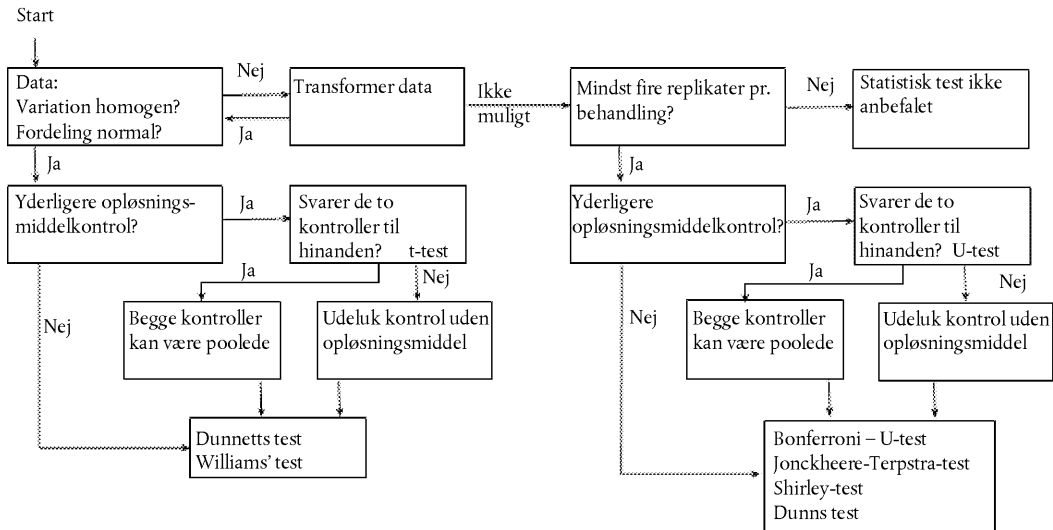 Start
Data:
Variation homogen?
Fordeling normal?
Nej
Ja
Transformer data
Ikke
muligt
Mindst fire replikater pr.
behandling?
Nej
Statistisk test ikke
anbefalet
Ja
Yderligere opløsnings-
middelkontrol?
Ja
Svarer de to
kontroller til
hinanden? t-test
Ja
Yderligere
opløsningsmiddelkontrol?
Ja
Svarer de to
kontroller til
hinanden? U-test
Nej
Ja
Nej
Begge kontroller
kan være poolede
Udeluk kontrol uden
opløsningsmiddel
Nej
Ja
Nej
Begge kontroller
kan være poolede
Udeluk kontrol uden
opløsningsmiddel
Dunnetts test
Williams’ test
Bonferroni – U-test
Jonckheere-Terpstra-test
Shirley-test
Dunns test